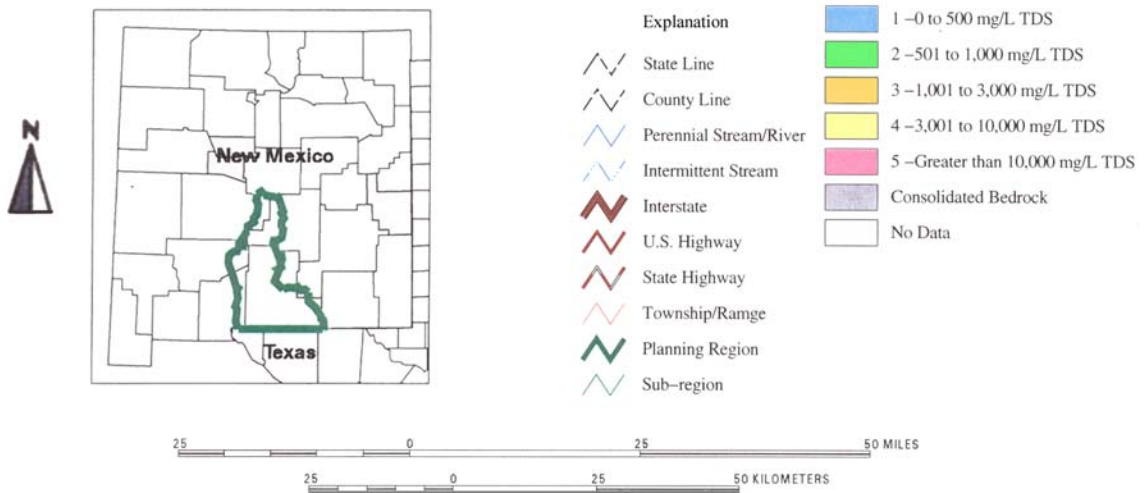 N
New Mexico
Texas
Explanation
State Line
County Line
Perennial Stream/River
Intermittent Stream
Interstate
U.S. Highway
State Highway
Township/Ramge
Planning Region
Sub-region
1 -0 to 500 mg/L TDS
2 -501 to 1,000 mg/L TDS
3 -1,001 to 3,000 mg/L TDS
4 -3,001 to 10,000 mg/L TDS
5 -Greater than 10,000 mg/L TDS
Consolidated Bedrock
No Data
25 0 25 50 MILES
25 0 25 50 KILOMETERS